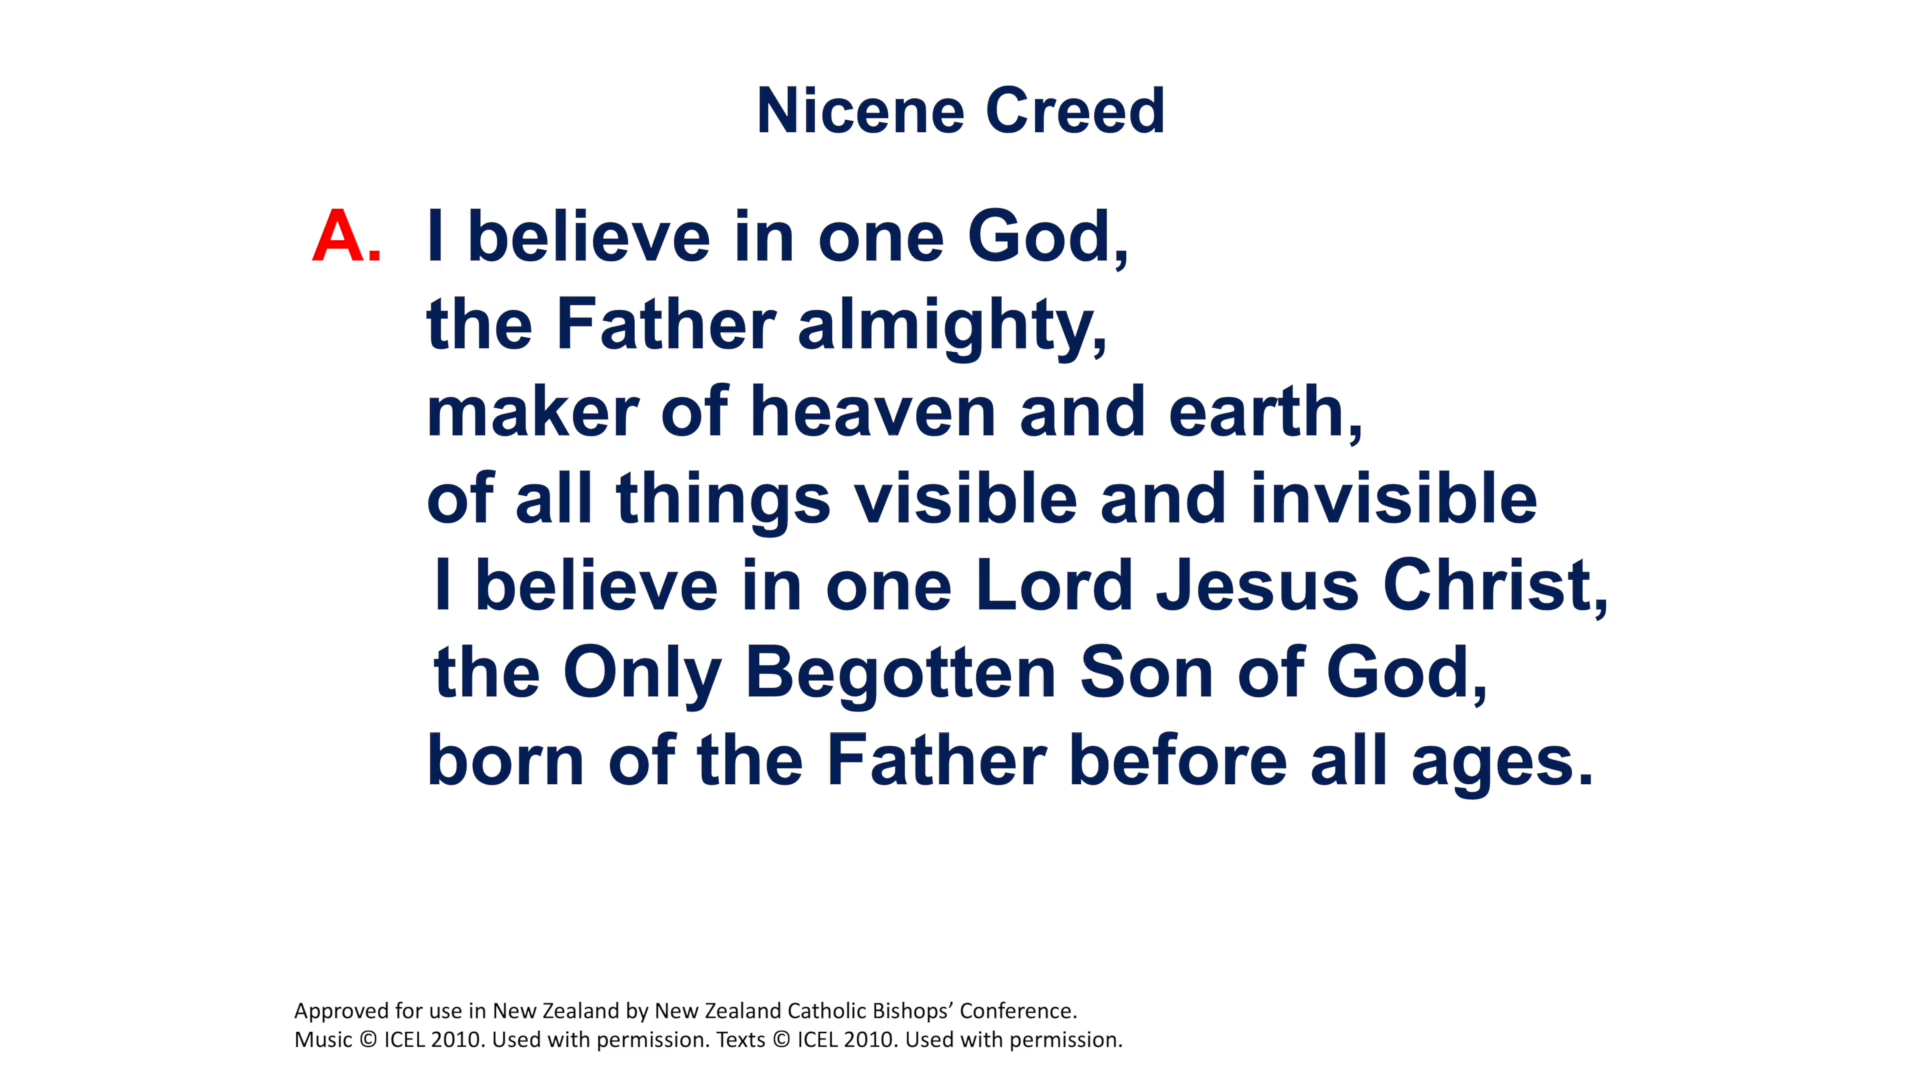 Nicene Creed
A. I believe in one God,
the Father almighty,
maker of heaven and earth,
of all things visible and invisible
I believe in one Lord Jesus Christ,
the Only Begotten Son of God,
born of the Father before all ages.
Approved for use in New Zealand by New Zealand Catholic Bishops’ Conference.
Music © ICEL 2010. Used with permission. Texts © ICEL 2010. Used with permission.